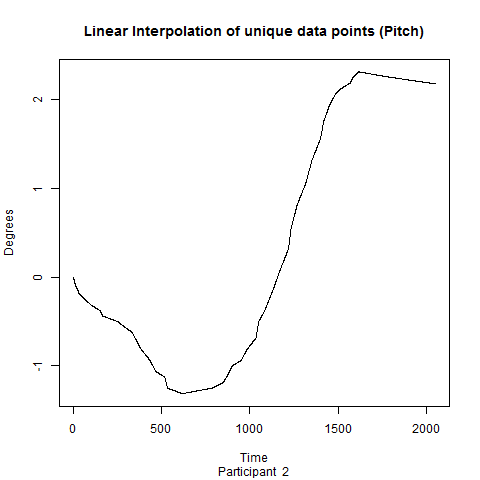 Linear Interpolation of unique data points (Pitch)
Degrees
2
1
0
-1
0 500 1000 1500 2000
Time
Participant 2